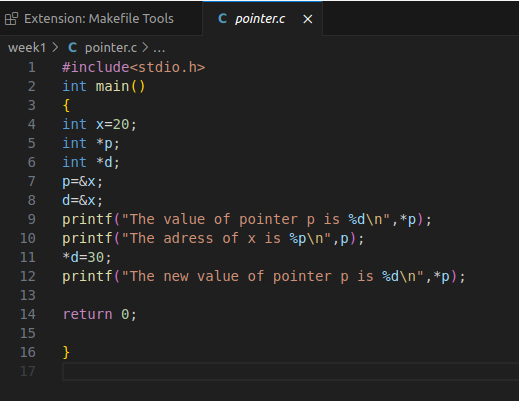 Extension: Makefile Tools
C pointer.c ×
week1 > C pointer.c > ...
1 #include<stdio.h>
2 int main()
3 {
4 int x=20;
5 int *p;
6 int *d;
7 p=&x;
8 d=&x;
9 printf("The value of pointer p is %d\n",*p);
10 printf("The adress of x is %p\n",p);
11 *d=30;
12 printf("The new value of pointer p is %d\n",*p);
13
14 return 0;
15
16 }
17